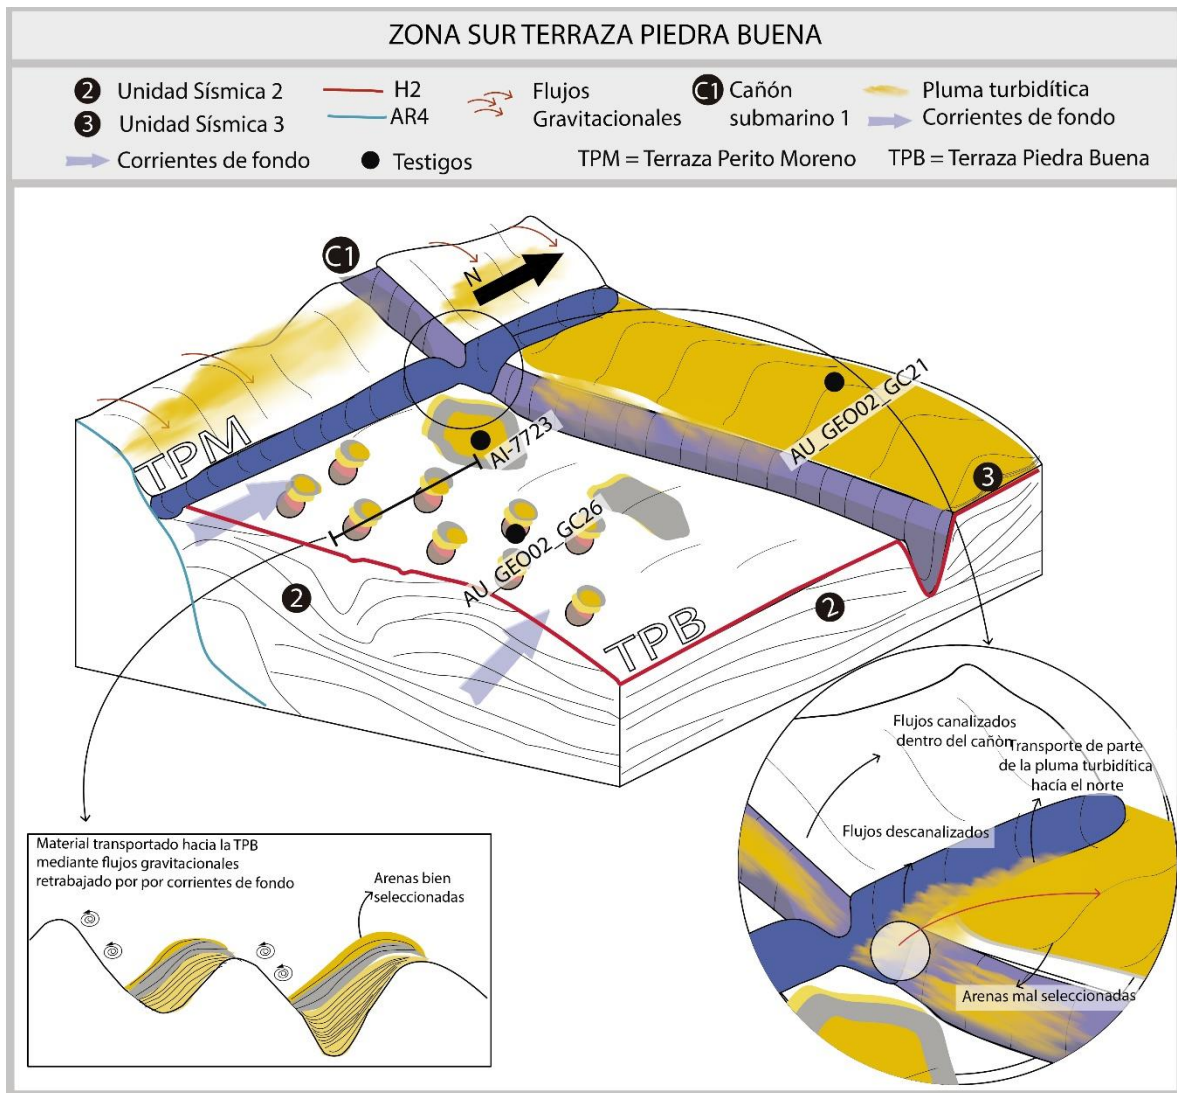 ZONA SUR TERRAZA PIEDRA BUENA
2 Unidad Sísmica 2
3 Unidad Sísmica 3
H2
AR4
Flujos
Gravitacionales
C1 Cañón
submarino 1
Pluma turbidítica
Corrientes de fondo
Corrientes de fondo
Testigos
TPM = Terraza Perito Moreno
TPB = Terraza Piedra Buena
C1
N
TPM
AI-7723
AU_GEO02_GC21
AU_GEO02_GC26
3
2
2
TPB
Material transportado hacia la TPB
mediante flujos gravitacionales
retrabajado por por corrientes de fondo
Arenas bien
seleccionadas
Flujos canalizados
dentro del cañòn
Transporte de parte
de la pluma turbidítica
hacía el norte
Flujos descanalizados
Arenas mal seleccionadas